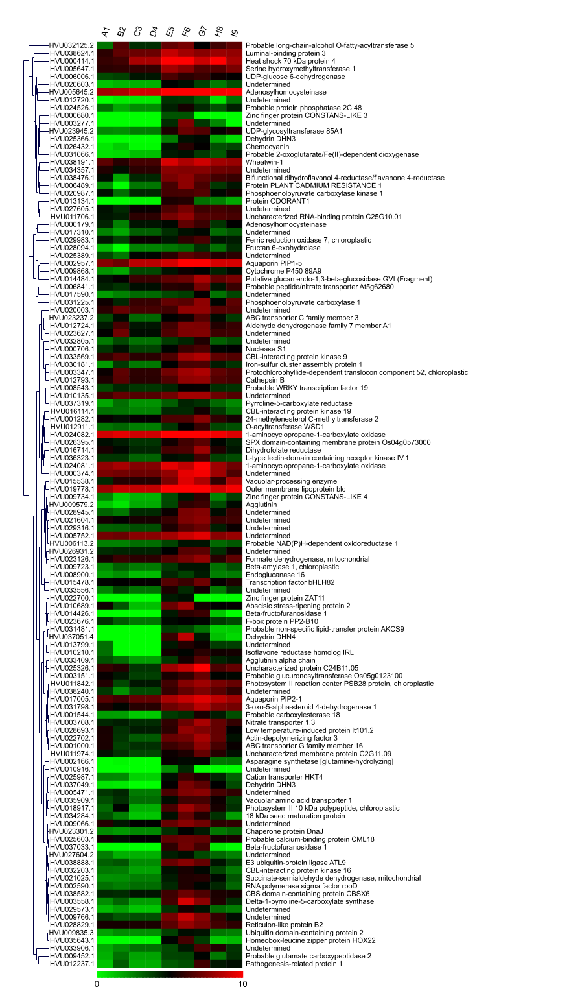 A1 B2 C3 D4 E5 F6 G7 H8 I9
HVU032125.2 Probable long-chain-alcohol O-fatty-acyltransferase 5
HVU038624.1 Luminal-binding protein 3
HVU000414.1 Heat shock 70 kDa protein 4
HVU005647.1 Serine hydroxymethyltransferase 1
HVU006006.1 UDP-glucose 6-dehydrogenase
HVU020603.1 Undetermined
HVU005645.2 Adenosylhomocysteinase
HVU012720.1 Undetermined
HVU024526.1 Probable protein phosphatase 2C 48
HVU000680.1 Zinc finger protein CONSTANS-LIKE 3
HVU003277.1 Undetermined
HVU023945.2 UDP-glycosyltransferase 85A1
HVU025366.1 Dehydrin DHN3
HVU026432.1 Chemocyanin
HVU031066.1 Probable 2-oxoglutarate/Fe(II)-dependent dioxygenase
HVU038191.1 Wheatwin-1
HVU034357.1 Undetermined
HVU038476.1 Bifunctional dihydroflavonol 4-reductase/flavanone 4-reductase
HVU006489.1 Protein PLANT CADMIUM RESISTANCE 1
HVU020987.1 Phosphoenolpyruvate carboxylase kinase 1
HVU013134.1 Protein ODORANT1
HVU027605.1 Undetermined
HVU011706.1 Uncharacterized RNA-binding protein C25G10.01
HVU000179.1 Adenosylhomocysteinase
HVU017310.1 Undetermined
HVU029983.1 Ferric reduction oxidase 7, chloroplastic
HVU028094.1 Fructan 6-exohydrolase
HVU025389.1 Undetermined
HVU002957.1 Aquaporin PIP1-5
HVU009868.1 Cytochrome P450 89A9
HVU014484.1 Putative glucan endo-1,3-beta-glucosidase GVI (Fragment)
HVU006841.1 Probable peptide/nitrate transporter At5g62680
HVU017590.1 Undetermined
HVU031225.1 Phosphoenolpyruvate carboxylase 1
HVU020003.1 Undetermined
HVU023237.2 ABC transporter C family member 3
HVU012724.1 Aldehyde dehydrogenase family 7 member A1
HVU023627.1 Undetermined
HVU032805.1 Undetermined
HVU000706.1 Nuclease S1
HVU033569.1 CBL-interacting protein kinase 9
HVU030181.1 Iron-sulfur cluster assembly protein 1
HVU003347.1 Protochlorophyllide-dependent translocon component 52, chloroplastic
HVU012793.1 Cathepsin B
HVU008543.1 Probable WRKY transcription factor 19
HVU010135.1 Undetermined
HVU037319.1 Pyrroline-5-carboxylate reductase
HVU016114.1 CBL-interacting protein kinase 19
HVU001282.1 24-methylenesterol C-methyltransferase 2
HVU012911.1 O-acyltransferase WSD1
HVU024082.1 1-aminocyclopropane-1-carboxylate oxidase
HVU026395.1 SPX domain-containing membrane protein Os04g0573000
HVU016714.1 Dihydrofolate reductase
HVU036323.1 L-type lectin-domain containing receptor kinase IV.1
HVU024081.1 1-aminocyclopropane-1-carboxylate oxidase
HVU000374.1 Undetermined
HVU015538.1 Vacuolar-processing enzyme
HVU019778.1 Outer membrane lipoprotein blc
HVU009734.1 Zinc finger protein CONSTANS-LIKE 4
HVU009579.2 Agglutinin
HVU028945.1 Undetermined
HVU021604.1 Undetermined
HVU029316.1 Undetermined
HVU005752.1 Undetermined
HVU006113.2 Probable NAD(P)H-dependent oxidoreductase 1
HVU026931.2 Undetermined
HVU023126.1 Formate dehydrogenase, mitochondrial
HVU009723.1 Beta-amylase 1, chloroplastic
HVU008900.1 Endoglucanase 16
HVU015478.1 Transcription factor bHLH82
HVU033556.1 Undetermined
HVU022700.1 Zinc finger protein ZAT11
HVU010689.1 Abscisic stress-ripening protein 2
HVU014426.1 Beta-fructofuranosidase 1
HVU023676.1 F-box protein PP2-B10
HVU031481.1 Probable non-specific lipid-transfer protein AKCS9
HVU037051.4 Dehydrin DHN4
HVU013799.1 Undetermined
HVU010210.1 Isoflavone reductase homolog IRL
HVU033409.1 Agglutinin alpha chain
HVU025326.1 Uncharacterized protein C24B11.05
HVU003151.1 Probable glucuronosyltransferase Os05g0123100
HVU011842.1 Photosystem II reaction center PSB28 protein, chloroplastic
HVU038240.1 Undetermined
HVU017005.1 Aquaporin PIP2-1
HVU031798.1 3-oxo-5-alpha-steroid 4-dehydrogenase 1
HVU001544.1 Probable carboxylesterase 18
HVU003708.1 Nitrate transporter 1.3
HVU028693.1 Low temperature-induced protein lt101.2
HVU022702.1 Actin-depolymerizing factor 3
HVU001000.1 ABC transporter G family member 16
HVU011974.1 Uncharacterized membrane protein C2G11.09
HVU002166.1 Asparagine synthetase [glutamine-hydrolyzing]
HVU010916.1 Undetermined
HVU025987.1 Cation transporter HKT4
HVU037049.1 Dehydrin DHN3
HVU005471.1 Undetermined
HVU035909.1 Vacuolar amino acid transporter 1
HVU018917.1 Photosystem II 10 kDa polypeptide, chloroplastic
HVU034284.1 18 kDa seed maturation protein
HVU009066.1 Undetermined
HVU023301.2 Chaperone protein DnaJ
HVU025603.1 Probable calcium-binding protein CML18
HVU037033.1 Beta-fructofuranosidase 1
HVU027604.2 Undetermined
HVU038888.1 E3 ubiquitin-protein ligase ATL9
HVU032203.1 CBL-interacting protein kinase 16
HVU021025.1 Succinate-semialdehyde dehydrogenase, mitochondrial
HVU002590.1 RNA polymerase sigma factor rpoD
HVU038582.1 CBS domain-containing protein CBSX6
HVU003558.1 Delta-1-pyrroline-5-carboxylate synthase
HVU029573.1 Undetermined
HVU009766.1 Undetermined
HVU028829.1 Reticulon-like protein B2
HVU009835.3 Ubiquitin domain-containing protein 2
HVU035643.1 Homeobox-leucine zipper protein HOX22
HVU033906.1 Undetermined
HVU009452.1 Probable glutamate carboxypeptidase 2
HVU012237.1 Pathogenesis-related protein 1
0 10